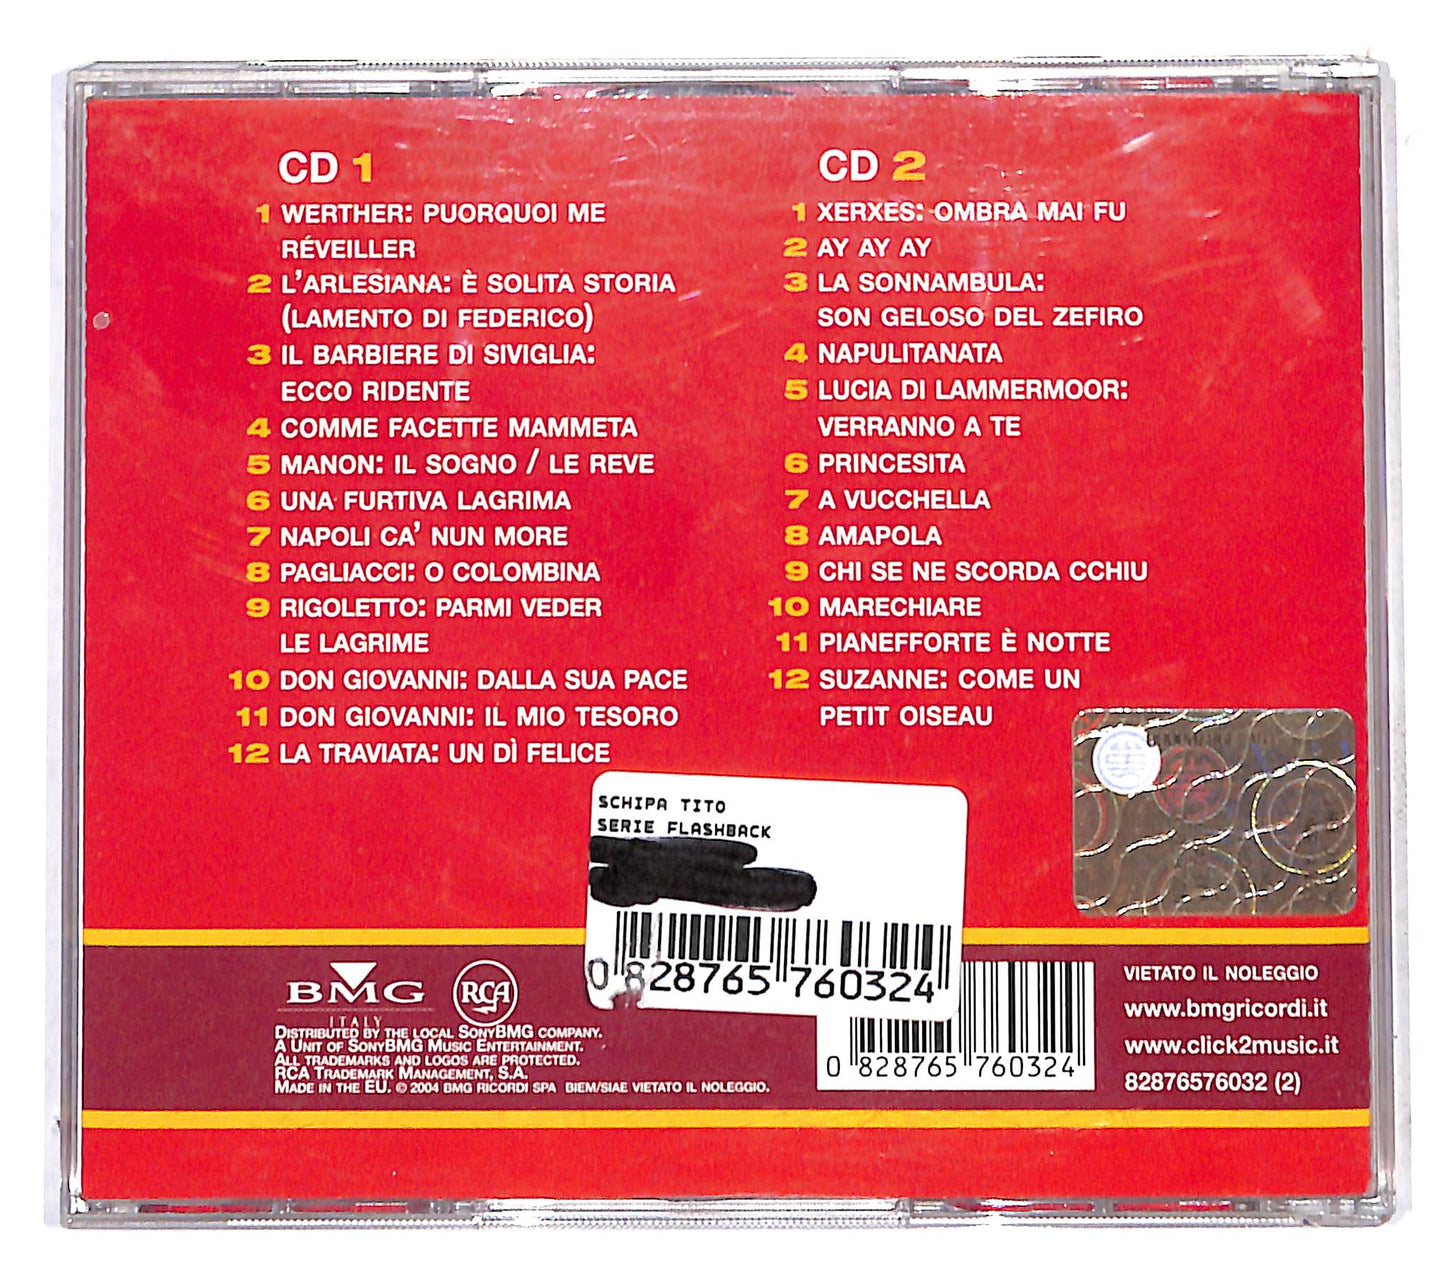 CD 1
1 WERTHER: PUORQUOI ME
RÉVEILLER
2 L'ARLESIANA: È SOLITA STORIA
(LAMENTO DI FEDERICO)
3 IL BARBIERE DI SIVIGLIA:
ECCO RIDENTE
4 COMME FACETTE MAMMETA
5 MANON: IL SOGNO / LE REVE
6 UNA FURTIVA LAGRIMA
7 NAPOLI CA' NUN MORE
8 PAGLIACCI: O COLOMBINA
9 RIGOLETTO: PARMI VEDER
LE LAGRIME
10 DON GIOVANNI: DALLA SUA PACE
11 DON GIOVANNI: IL MIO TESORO
12 LA TRAVIATA: UN DÌ FELICE
CD 2
1 XERXES: OMBRA MAI FU
2 AY AY AY
3 LA SONNAMBULA:
SON GELOSO DEL ZEFIRO
4 NAPULITANATA
5 LUCIA DI LAMMERMOOR:
VERRANNO A TE
6 PRINCESITA
7 A VUCCHELLA
8 AMAPOLA
9 CHI SE NE SCORDA CCHIU
10 MARECHIARE
11 PIANEFFORTE È NOTTE
12 SUZANNE: COME UN
PETIT OISEAU
SCHIPA TITO
SERIE FLASHBACK
0 828765 760324
BMG
ITALY
RCA
DISTRIBUTED BY THE LOCAL SONYBMG COMPANY.
A UNIT OF SONYBMG MUSIC ENTERTAINMENT.
ALL TRADEMARKS AND LOGOS ARE PROTECTED.
RCA TRADEMARK MANAGEMENT, S.A.
MADE IN THE EU. © 2004 BMG RICORDI SPA BIEM/SIAE VIETATO IL NOLEGGIO.
0 828765 760324
VIETATO IL NOLEGGIO
www.bmgricordi.it
www.click2music.it
82876576032 (2)